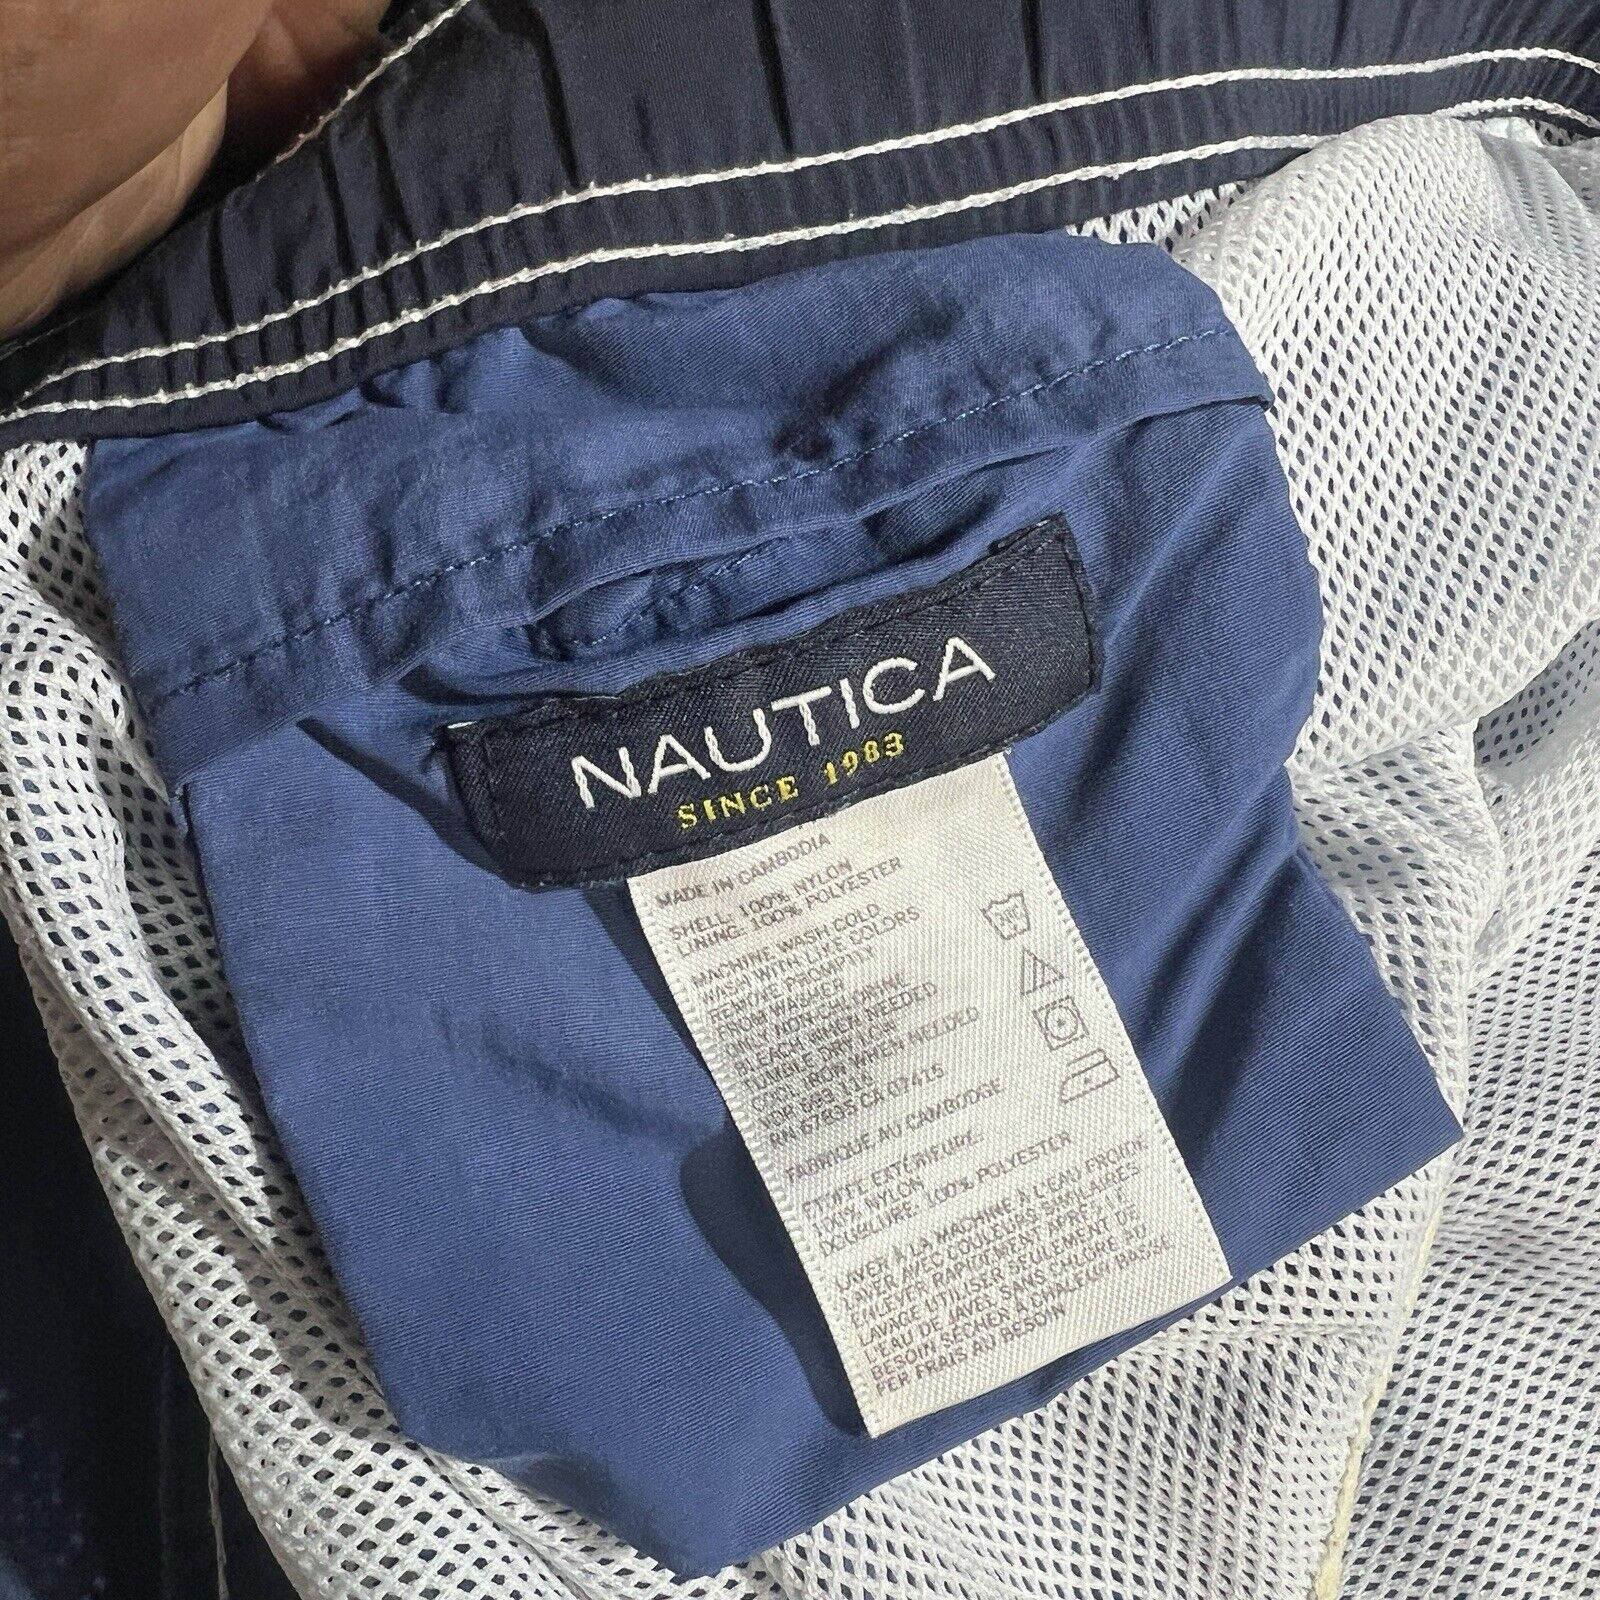 NAUTICA
SINCE 1983
MADE IN CAMBODIA
SHELL: 100% NYLON
LINING: 100% POLYESTER
MACHINE WASH COLD
WASH WITH LIKE COLORS
REMOVE PROMPTLY
FROM WASHER
ONLY NON-CHLORINE
BLEACH WHEN NEEDED
TUMBLE DRY LOW
COOL IRON WHEN NEEDED
RN 67835 CA 07415
FABRIQUE AU CAMBODGE
ETOFFE EXTERIEURE:
100% NYLON
DOUBLURE: 100% POLYESTER
LAVER À LA MACHINE À L'EAU FROIDE
LAVER AVEC COULEURS SIMILAIRES
ENLEVER RAPIDEMENT APRÈS LE
LAVAGE UTILISER SEULEMENT DE
L'EAU DE JAVEL SANS CHLORE AU
BESOIN SÉCHER À CHALEUR BASSE
FER FRAIS AU BESOIN